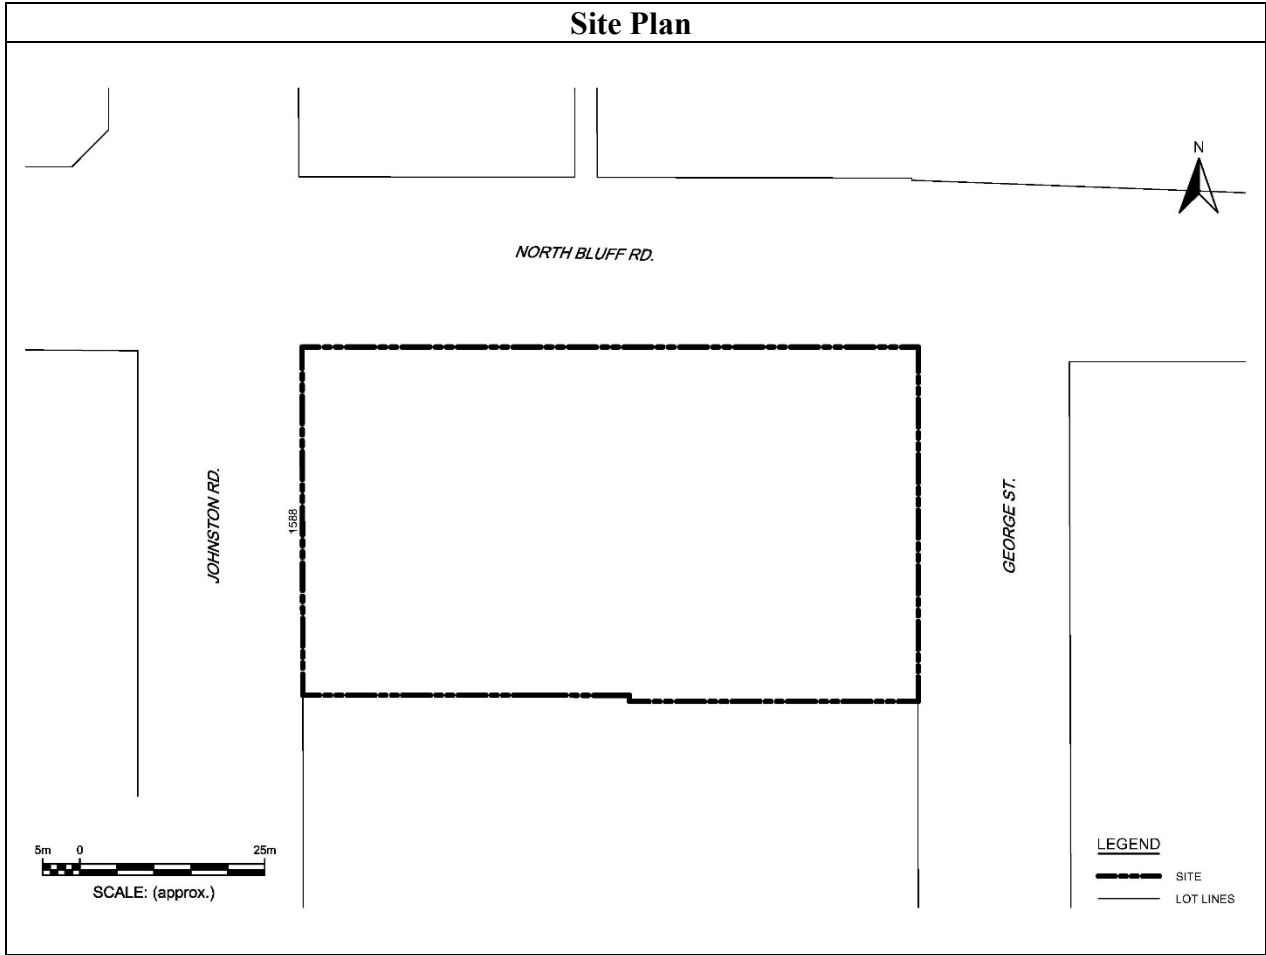 Site Plan
N
NORTH BLUFF RD.
JOHNSTON RD.
1588
GEORGE ST.
5m 0 25m
SCALE: (approx.)
LEGEND
SITE
LOT LINES